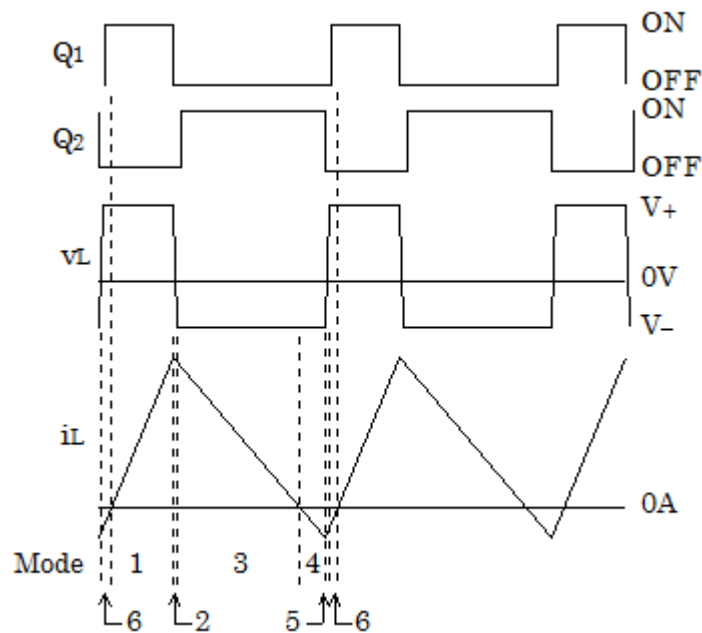 Q1
ON
OFF
Q2
ON
OFF
vL
V+
0V
V−
iL
0A
Mode 1 3 4
6 2 5 6